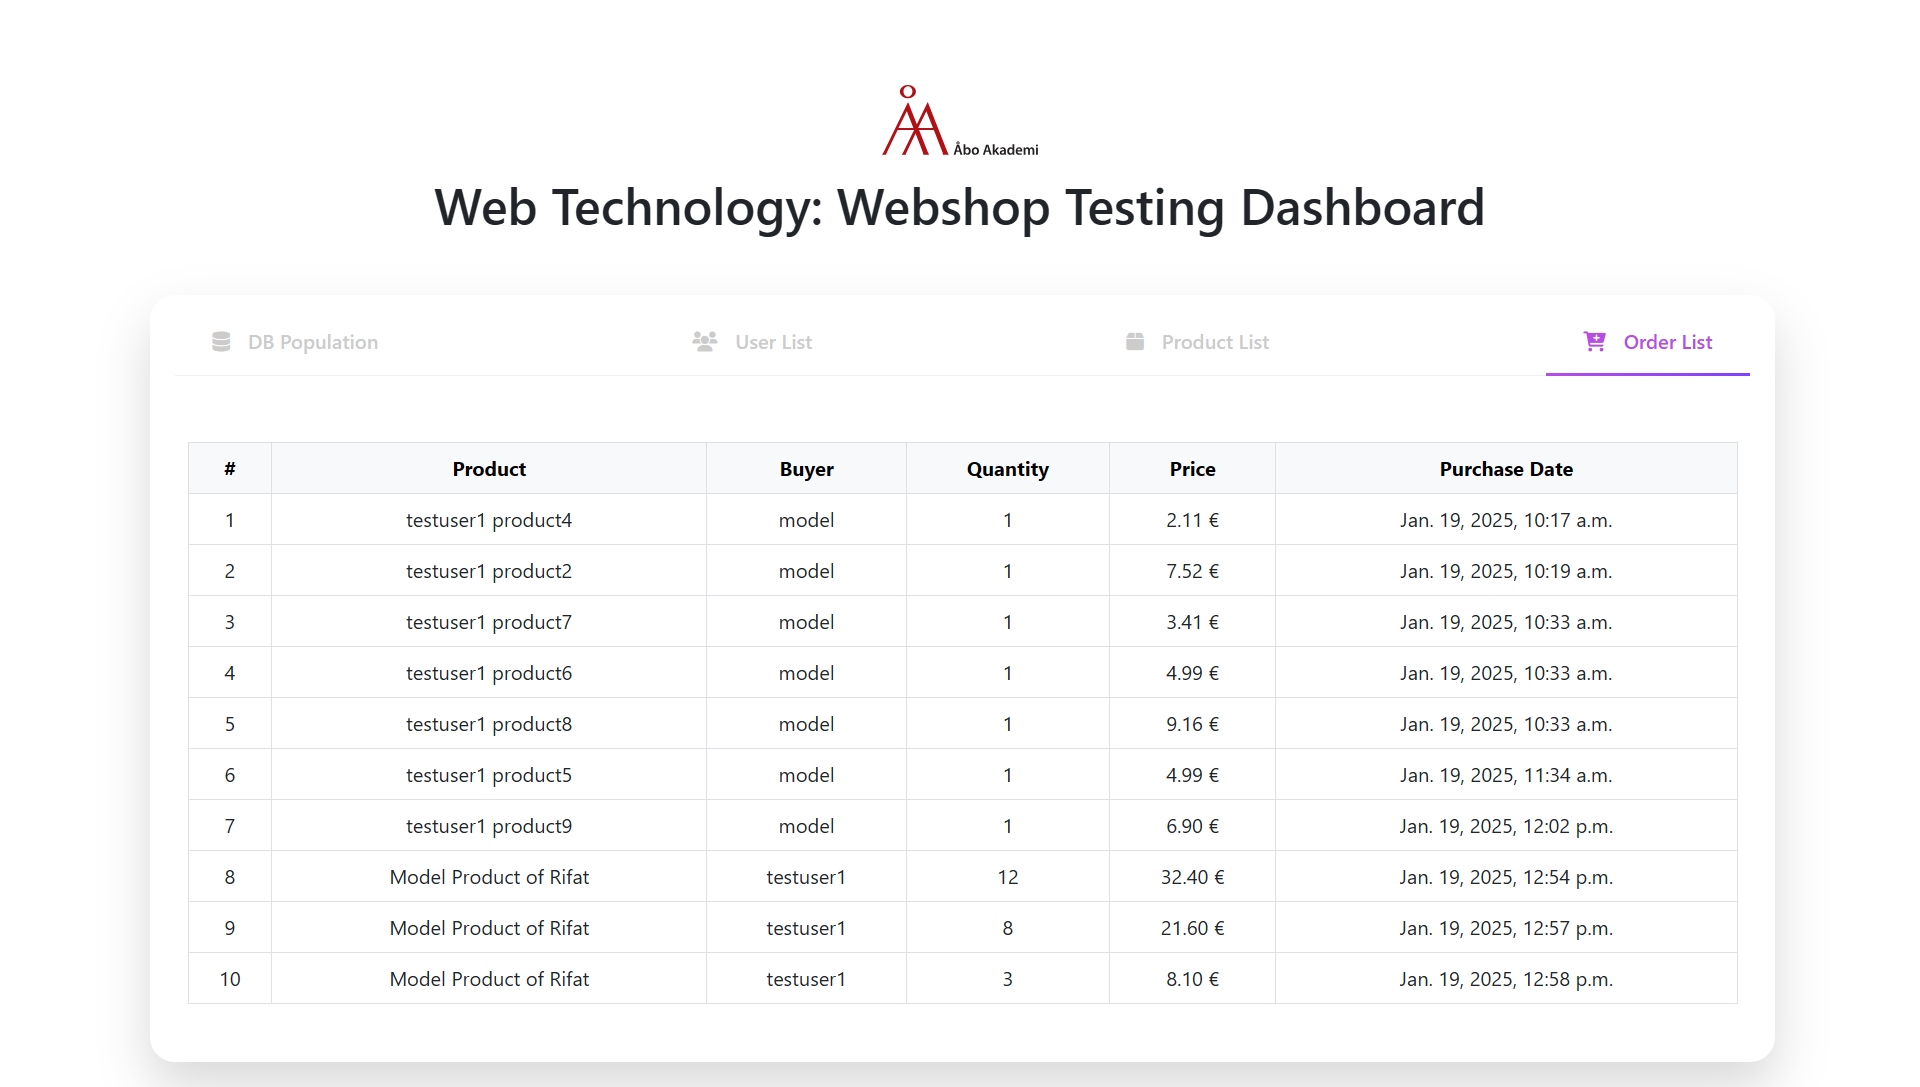 Åbo Akademi
Web Technology: Webshop Testing Dashboard
DB Population User List Product List Order List
# Product Buyer Quantity Price Purchase Date
1 testuser1 product4 model 1 2.11 € Jan. 19, 2025, 10:17 a.m.
2 testuser1 product2 model 1 7.52 € Jan. 19, 2025, 10:19 a.m.
3 testuser1 product7 model 1 3.41 € Jan. 19, 2025, 10:33 a.m.
4 testuser1 product6 model 1 4.99 € Jan. 19, 2025, 10:33 a.m.
5 testuser1 product8 model 1 9.16 € Jan. 19, 2025, 10:33 a.m.
6 testuser1 product5 model 1 4.99 € Jan. 19, 2025, 11:34 a.m.
7 testuser1 product9 model 1 6.90 € Jan. 19, 2025, 12:02 p.m.
8 Model Product of Rifat testuser1 12 32.40 € Jan. 19, 2025, 12:54 p.m.
9 Model Product of Rifat testuser1 8 21.60 € Jan. 19, 2025, 12:57 p.m.
10 Model Product of Rifat testuser1 3 8.10 € Jan. 19, 2025, 12:58 p.m.